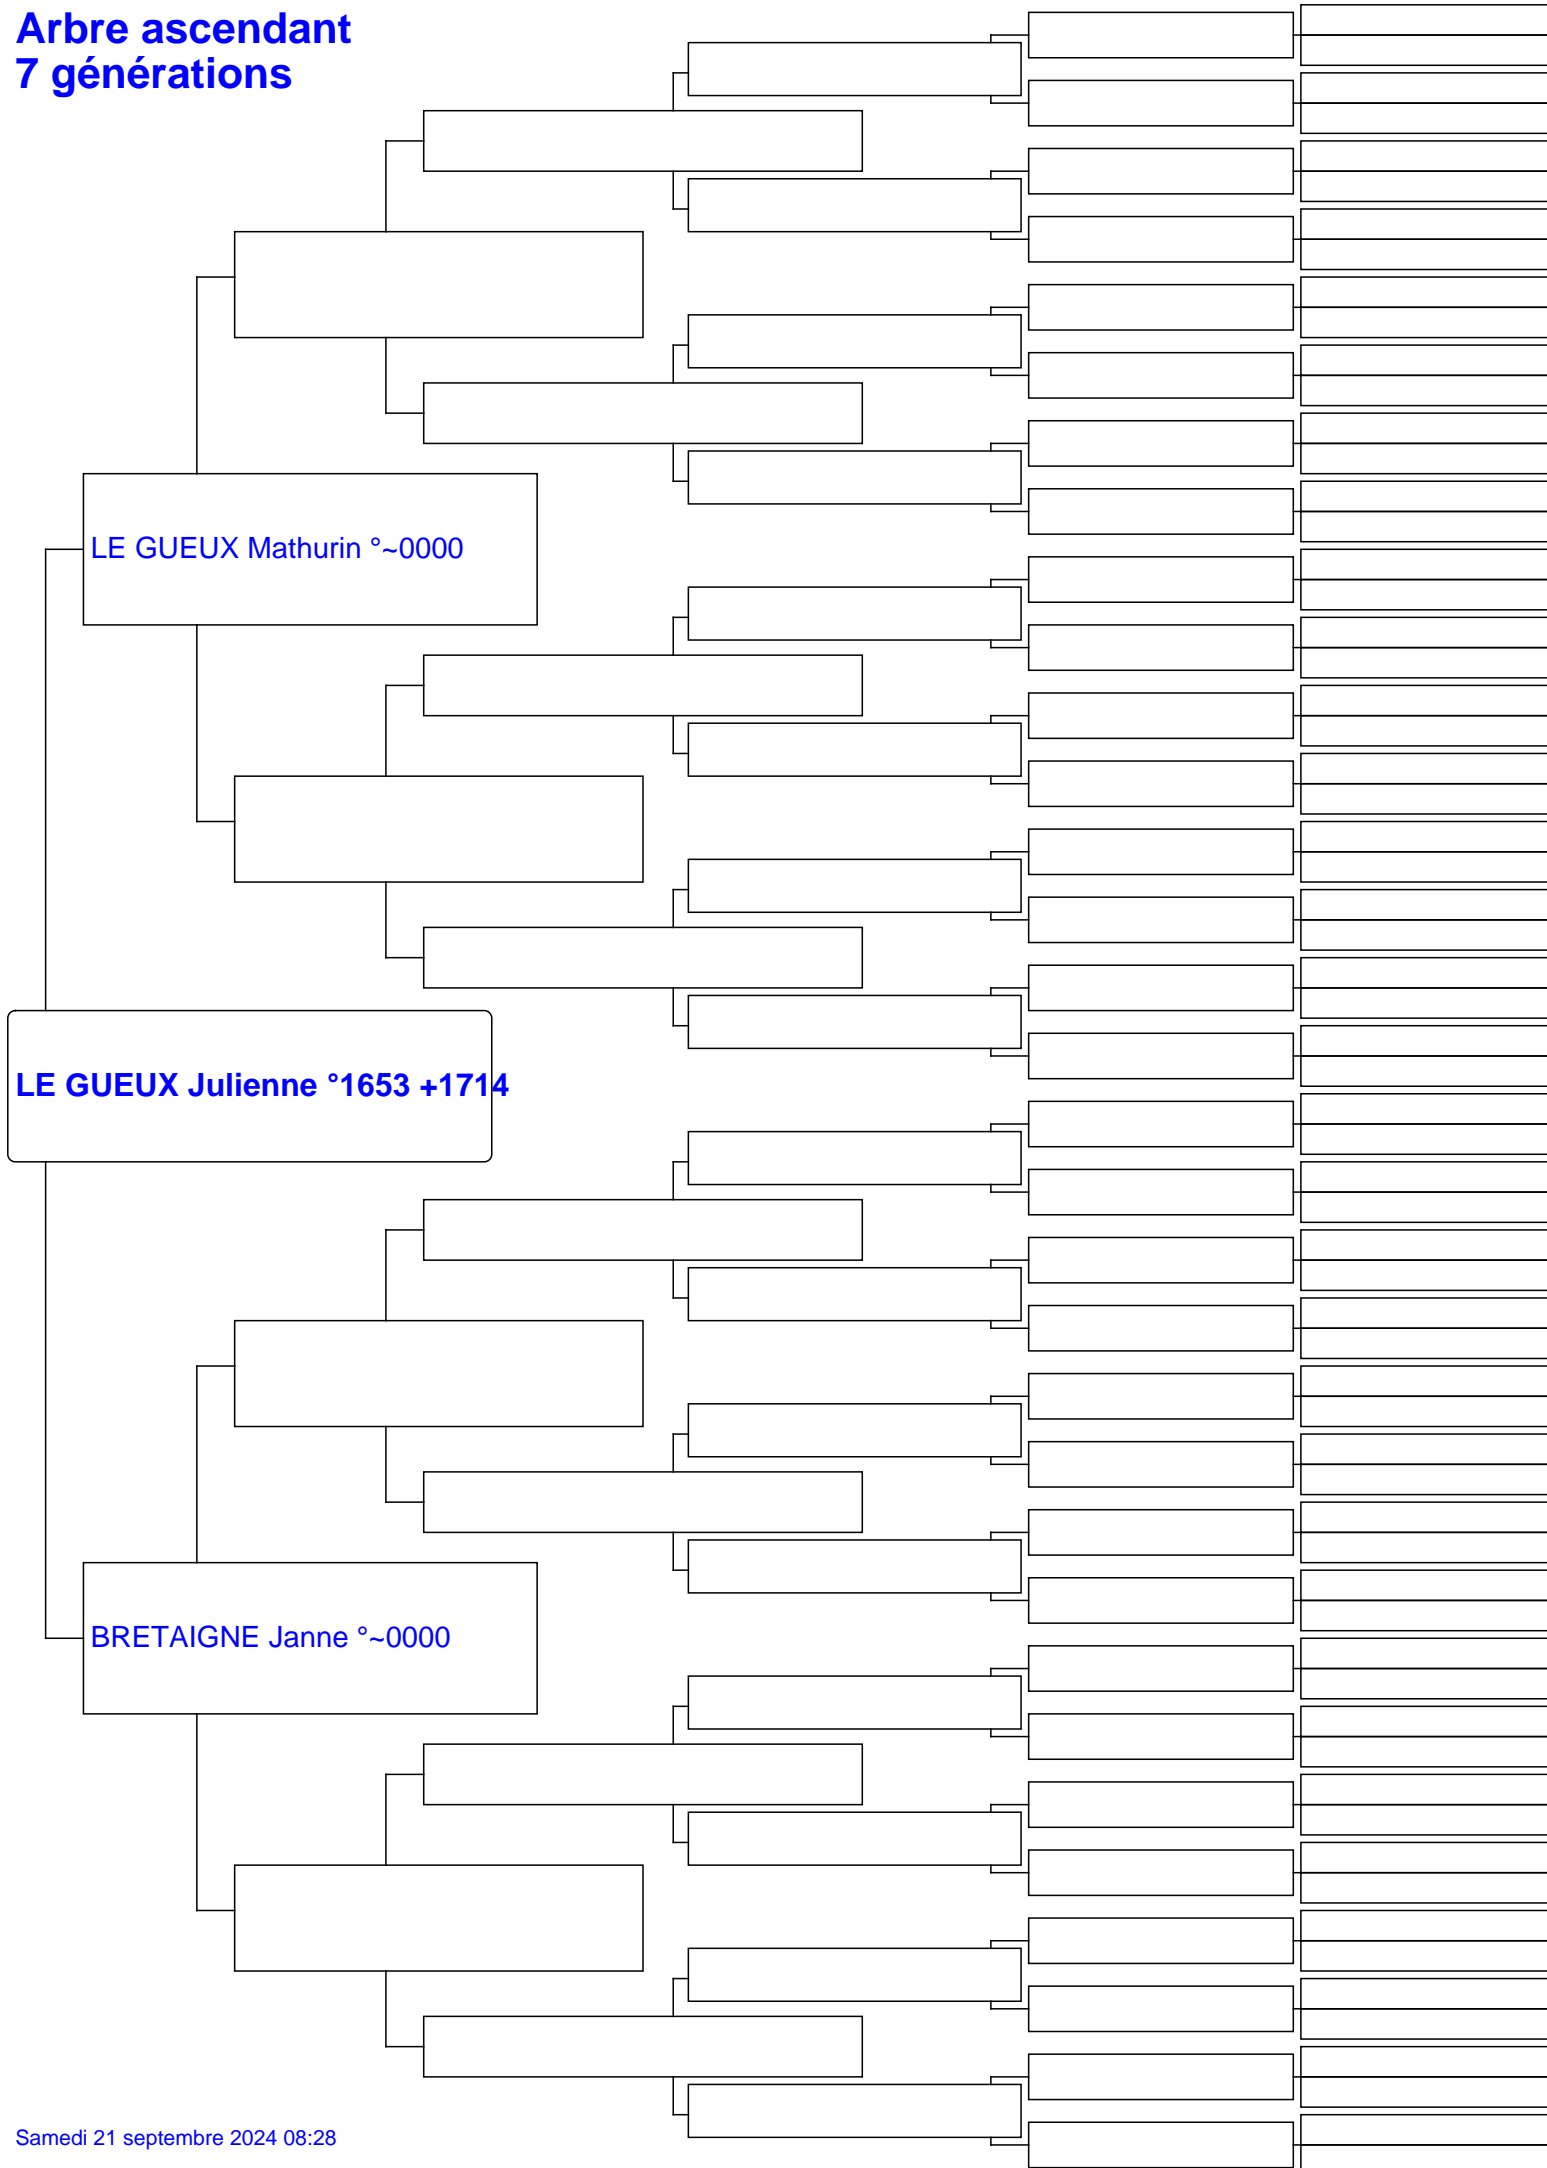 Arbre ascendant
7 générations
LE GUEUX Mathurin °~0000
LE GUEUX Julienne °1653 +1714
BRETAIGNE Janne °~0000
Samedi 21 septembre 2024 08:28